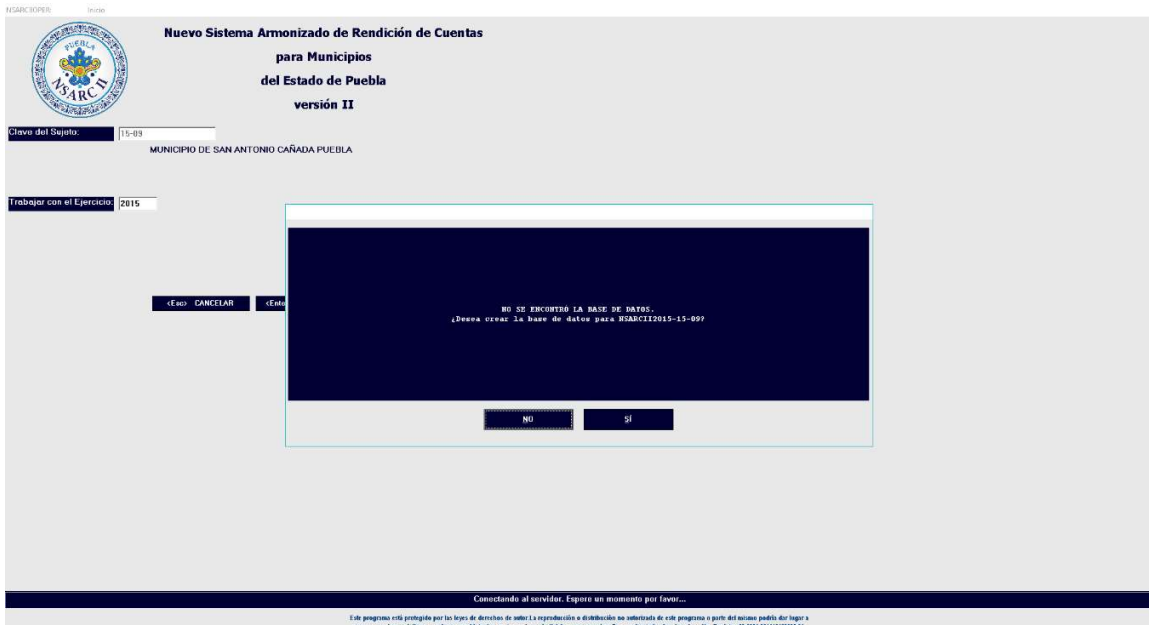 NSARCIIOPER Inicio
Nuevo Sistema Armonizado de Rendición de Cuentas
para Municipios
del Estado de Puebla
versión II
PUEBLA
NSARC II
Clave del Sujeto: 15-09
MUNICIPIO DE SAN ANTONIO CAÑADA PUEBLA
Trabajar con el Ejercicio: 2015
<Esc> CANCELAR <Ente
NO SE ENCONTRÓ LA BASE DE DATOS.
¿Desea crear la base de datos para NSARCII2015-15-09?
NO SÍ
Conectando al servidor. Espere un momento por favor...
Este programa está protegido por las leyes de derechos de autor.La reproducción o distribución no autorizada de este programa o parte del mismo podría dar lugar a